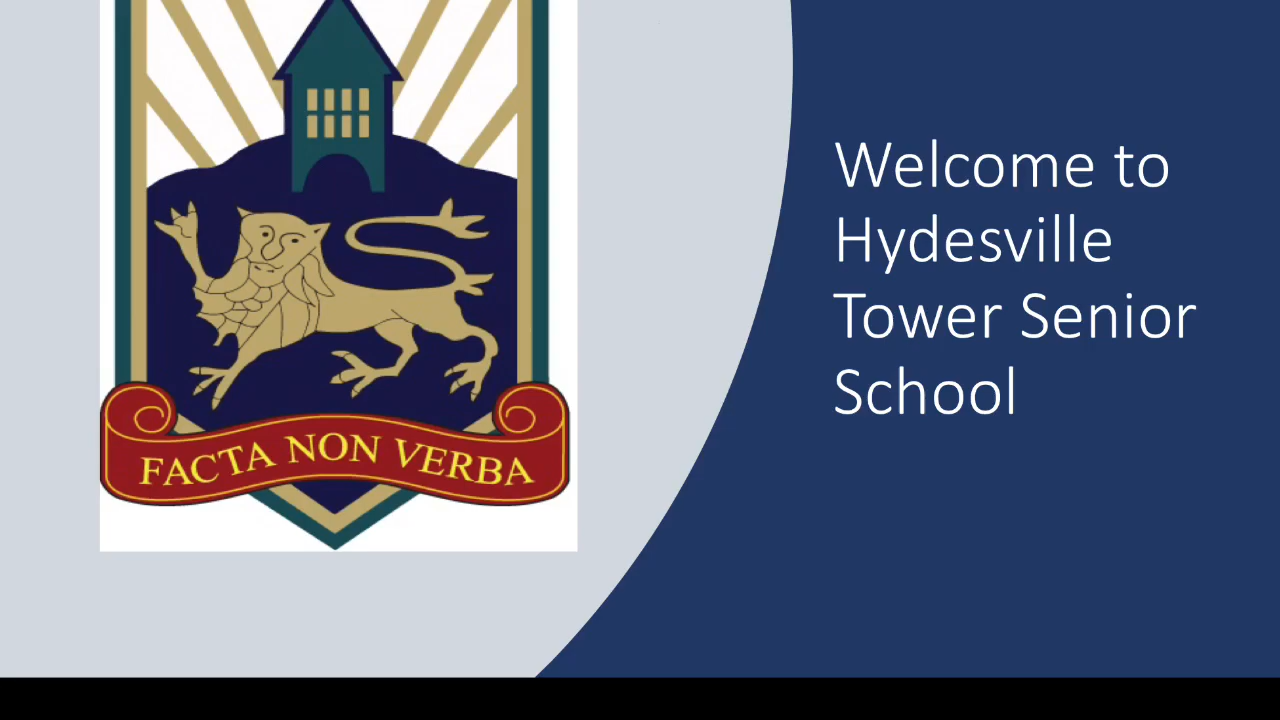 FACTA NON VERBA
Welcome to
Hydesville
Tower Senior
School